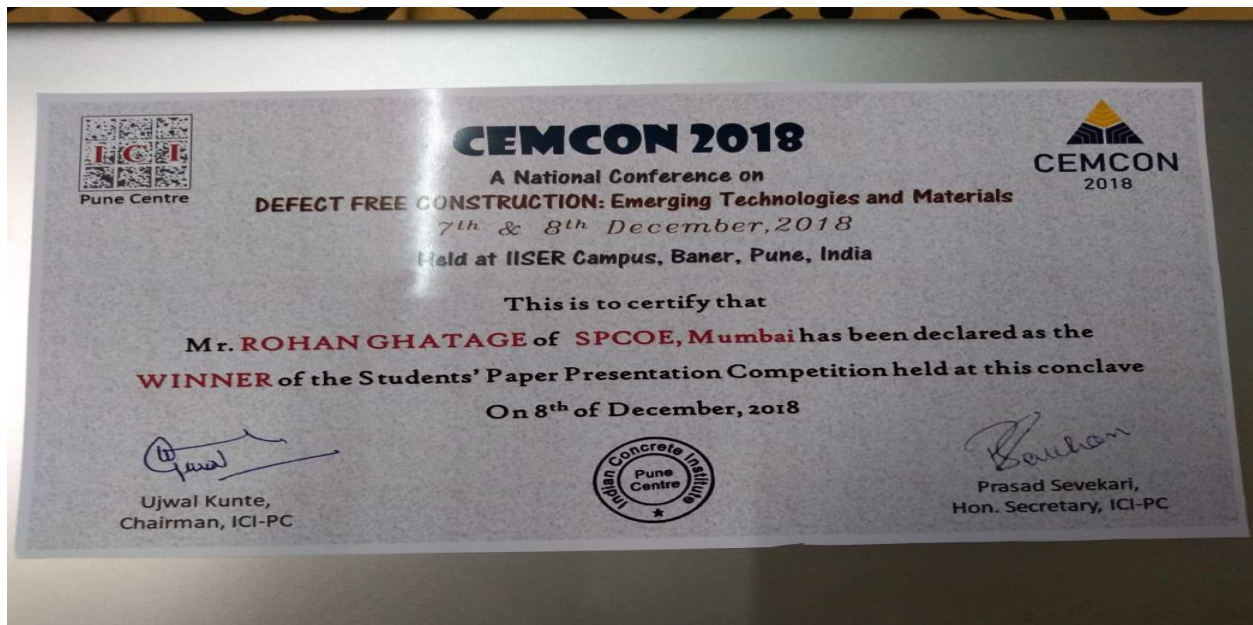 I C I
Pune Centre
CEMCON 2018
A National Conference on
DEFECT FREE CONSTRUCTION: Emerging Technologies and Materials
7th & 8th December,2018
Held at IISER Campus, Baner, Pune, India
CEMCON
2018
This is to certify that
Mr. ROHAN GHATAGE of SPCOE, Mumbai has been declared as the
WINNER of the Students' Paper Presentation Competition held at this conclave
On 8th of December, 2018
Ujwal Kunte,
Chairman, ICI-PC
Indian Concrete Institute
Pune
Centre
Prasad Sevekari,
Hon. Secretary, ICI-PC